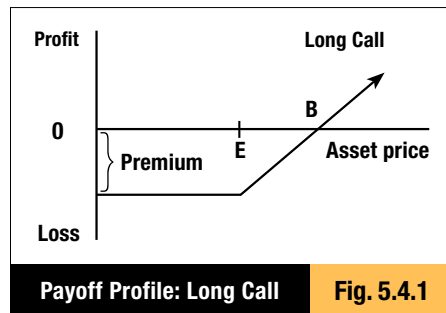 Profit
Long Call
B
0
E
Asset price
Premium
Loss
Payoff Profile: Long Call
Fig. 5.4.1